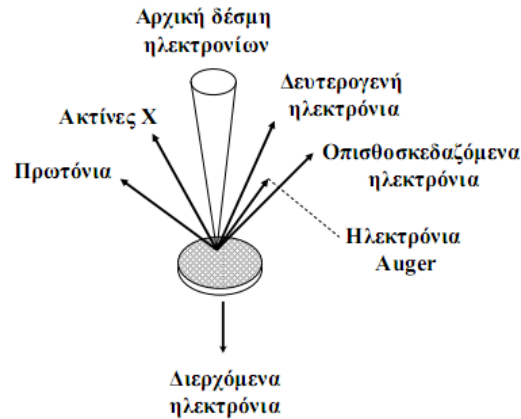 Αρχική δέσμη
ηλεκτρονίων
Δευτερογενή
ηλεκτρόνια
Ακτίνες Χ
Οπισθοσκεδαζόμενα
ηλεκτρόνια
Πρωτόνια
Ηλεκτρόνια
Auger
Διερχόμενα
ηλεκτρόνια